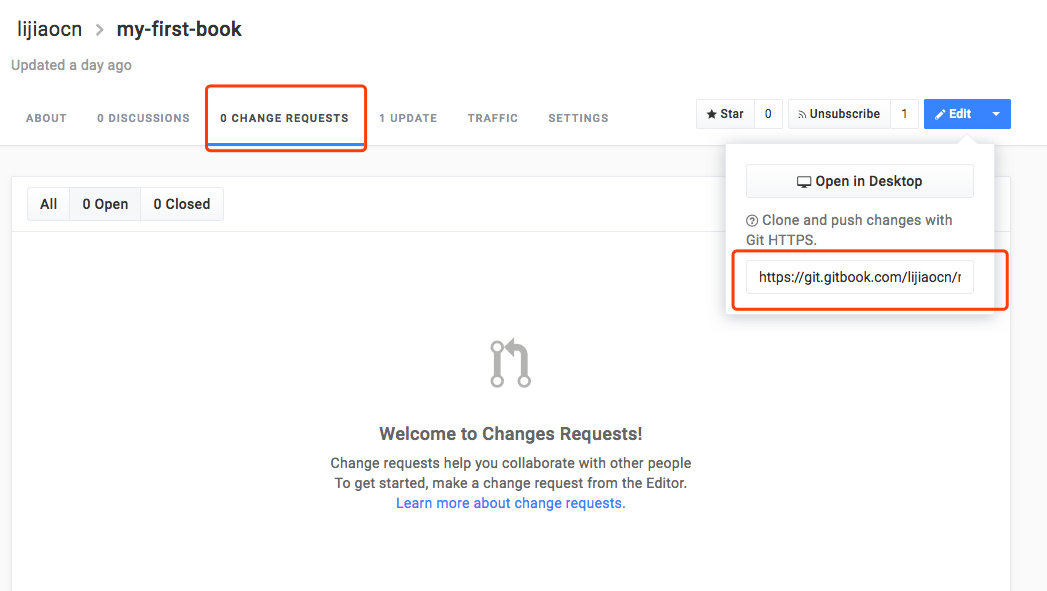 lijiaocn > my-first-book
Updated a day ago
ABOUT 0 DISCUSSIONS 0 CHANGE REQUESTS 1 UPDATE TRAFFIC SETTINGS
Star 0 Unsubscribe 1 Edit
Open in Desktop
Clone and push changes with
Git HTTPS.
https://git.gitbook.com/lijiaocn/
All 0 Open 0 Closed
Welcome to Changes Requests!
Change requests help you collaborate with other people
To get started, make a change request from the Editor.
Learn more about change requests.